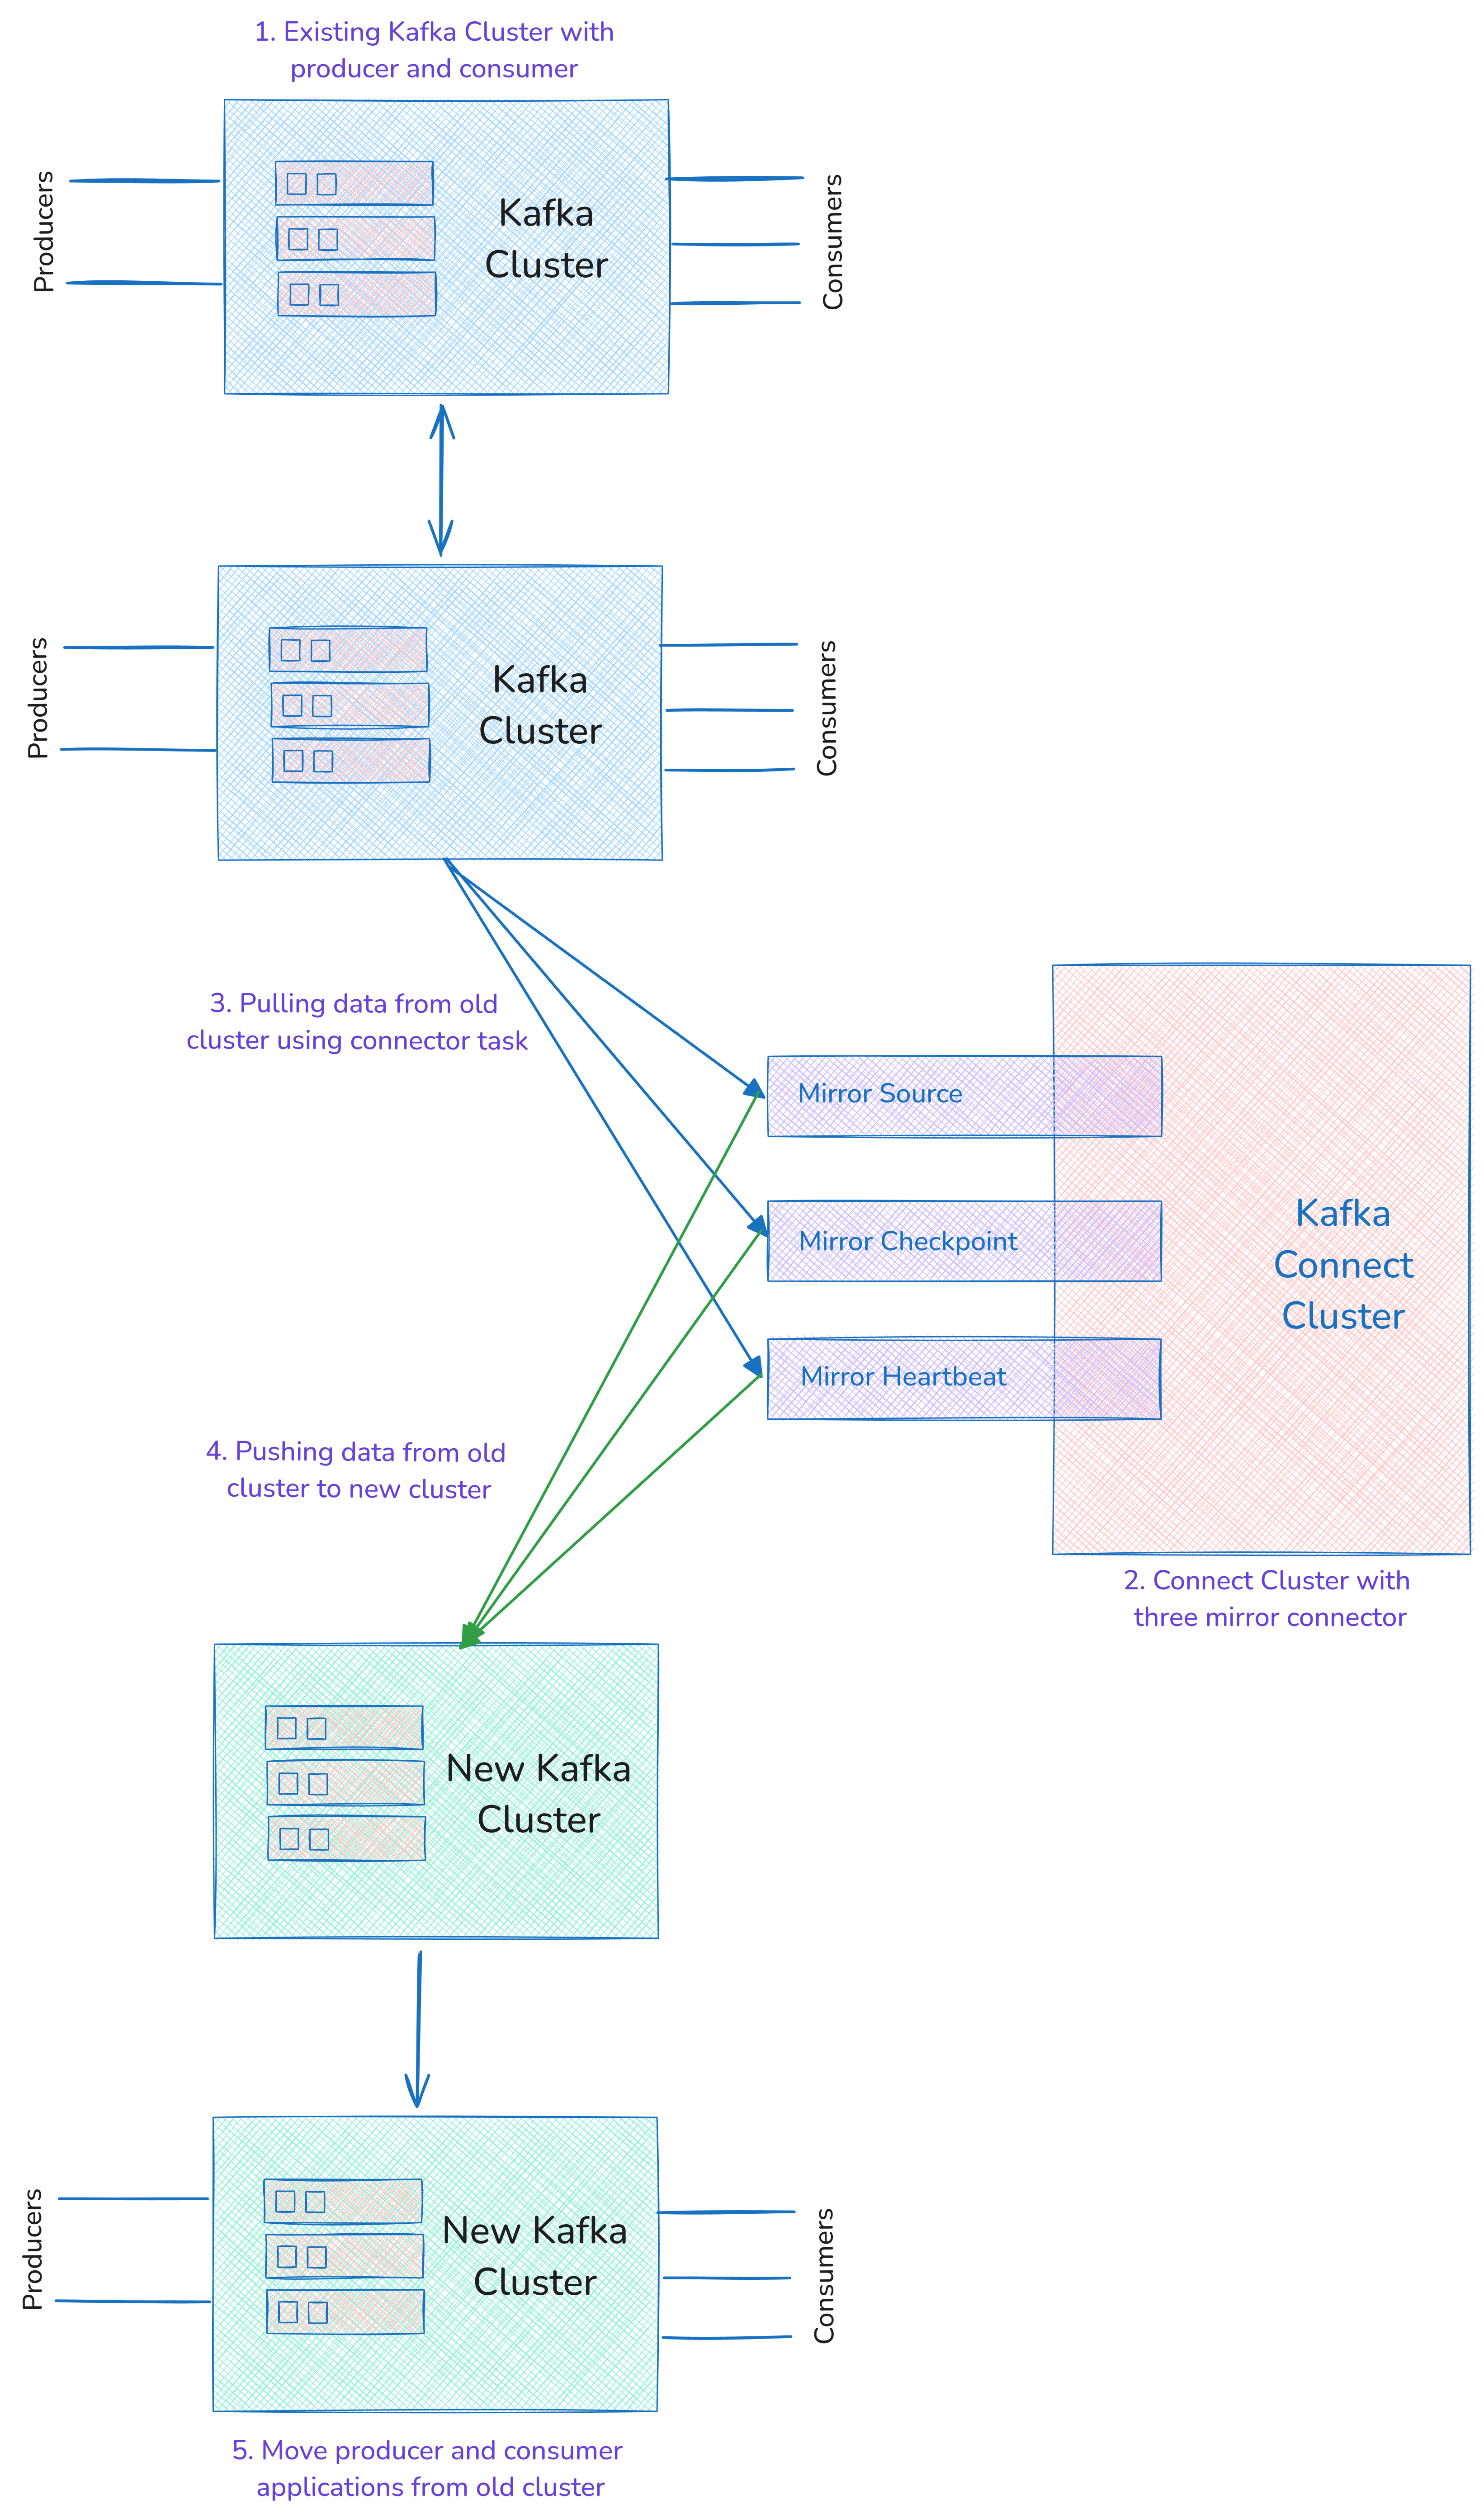 1. Existing Kafka Cluster with
producer and consumer
Producers
Kafka
Cluster
Consumers
Producers
Kafka
Cluster
Consumers
3. Pulling data from old
cluster using connector task
Mirror Source
Mirror Checkpoint
Mirror Heartbeat
Kafka
Connect
Cluster
2. Connect Cluster with
three mirror connector
4. Pushing data from old
cluster to new cluster
New Kafka
Cluster
Producers
New Kafka
Cluster
Consumers
5. Move producer and consumer
applications from old cluster